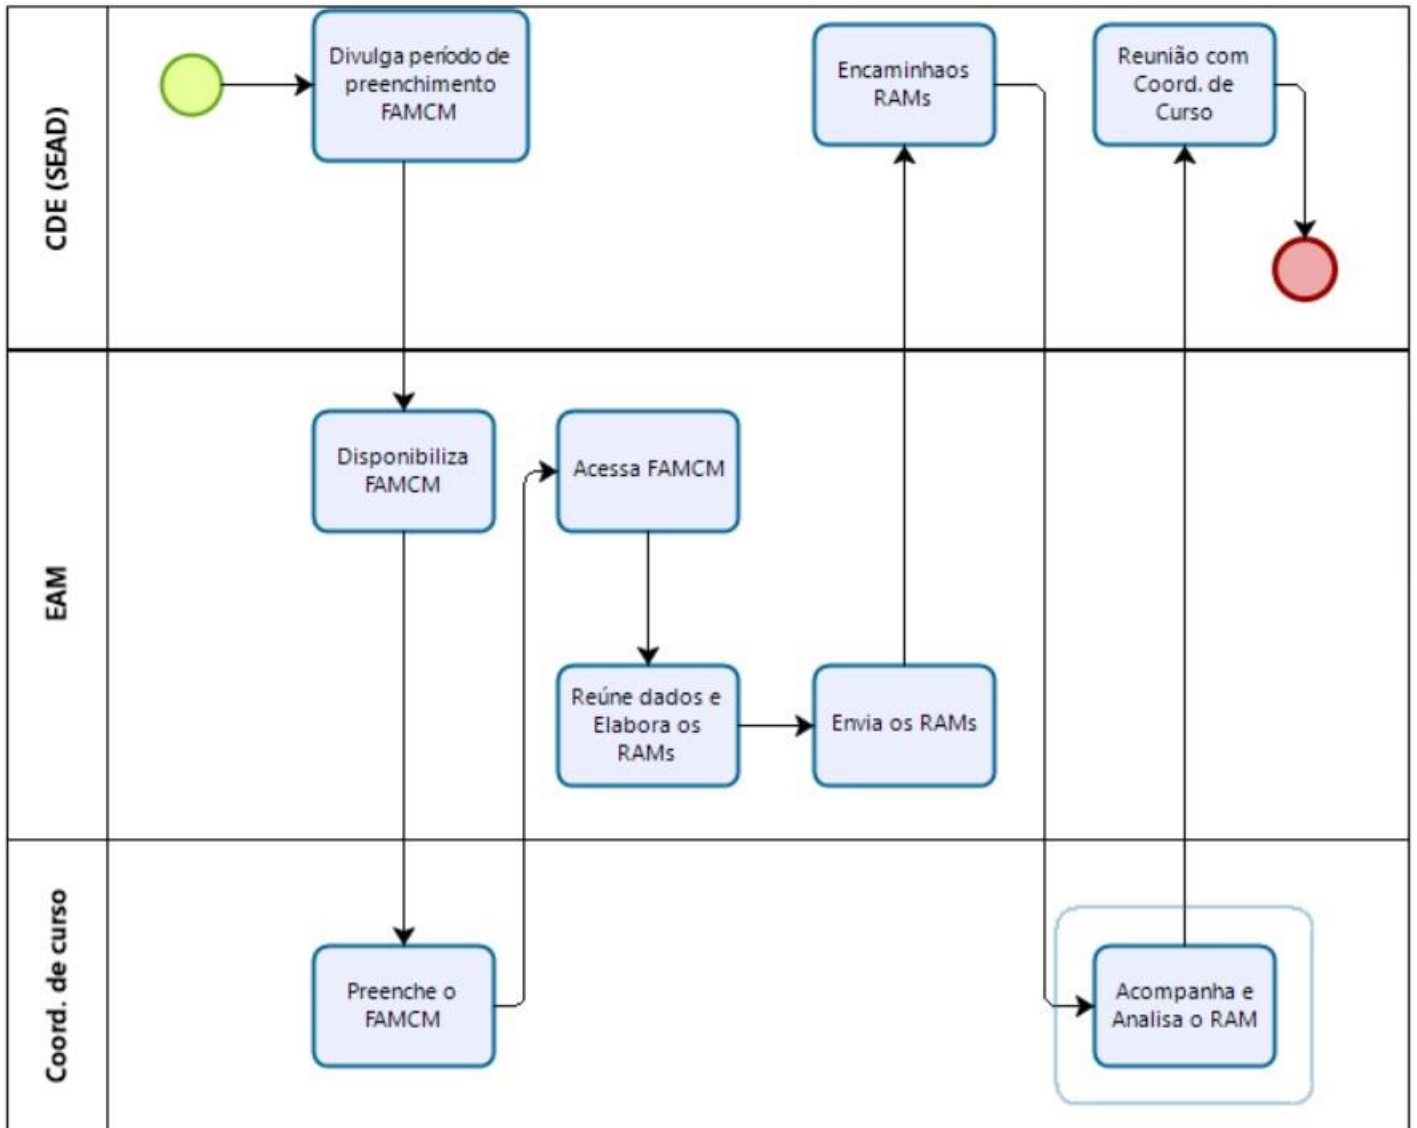 CDE (SEAD)
Divulga período de
preenchimento
FAMCM
Encaminhaos
RAMs
Reunião com
Coord. de
Curso
EAM
Disponibiliza
FAMCM
Acessa FAMCM
Reúne dados e
Elabora os
RAMs
Envia os RAMs
Coord. de curso
Preenche o
FAMCM
Acompanha e
Analisa o RAM